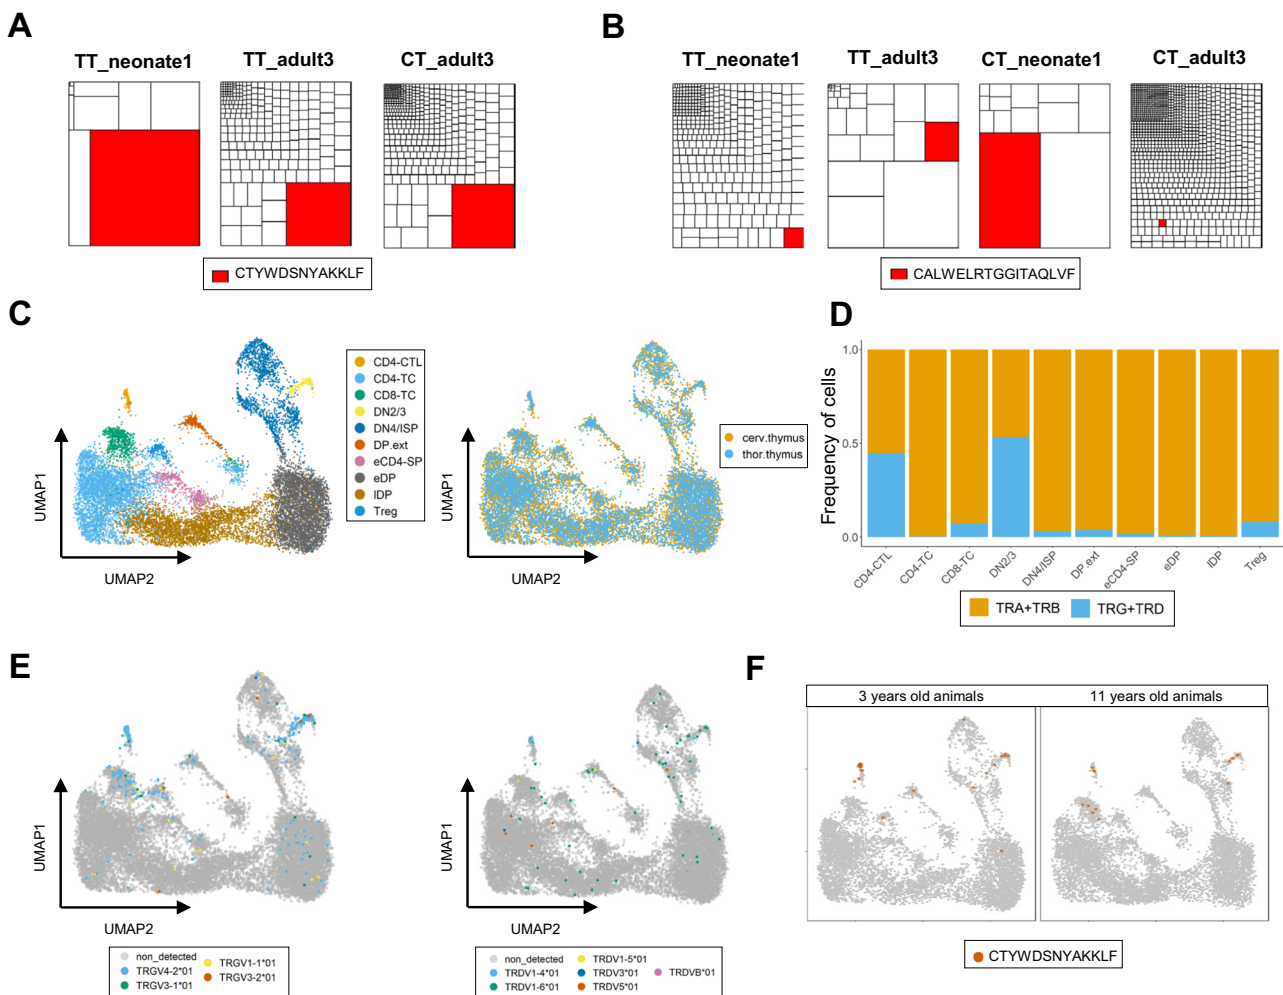 A
TT_neonate1
TT_adult3
CT_adult3
CTYWDSNYAKKLF
B
TT_neonate1
TT_adult3
CT_neonate1
CT_adult3
CALWELRTGGITAQLVF
C
UMAP1
UMAP2
CD4-CTL
CD4-TC
CD8-TC
DN2/3
DN4/ISP
DP.ext
eCD4-SP
eDP
lDP
Treg
UMAP1
UMAP2
cerv.thymus
thor.thymus
D
Frequency of cells
1.0
0.5
0.0
CD4-CTL
CD4-TC
CD8-TC
DN2/3
DN4/ISP
DP.ext
eCD4-SP
eDP
lDP
Treg
TRA+TRB
TRG+TRD
E
UMAP1
UMAP2
non_detected
TRGV4-2*01
TRGV3-1*01
TRGV1-1*01
TRGV3-2*01
UMAP1
UMAP2
non_detected
TRDV1-4*01
TRDV1-6*01
TRDV1-5*01
TRDV3*01
TRDV5*01
TRDVB*01
F
3 years old animals
11 years old animals
CTYWDSNYAKKLF